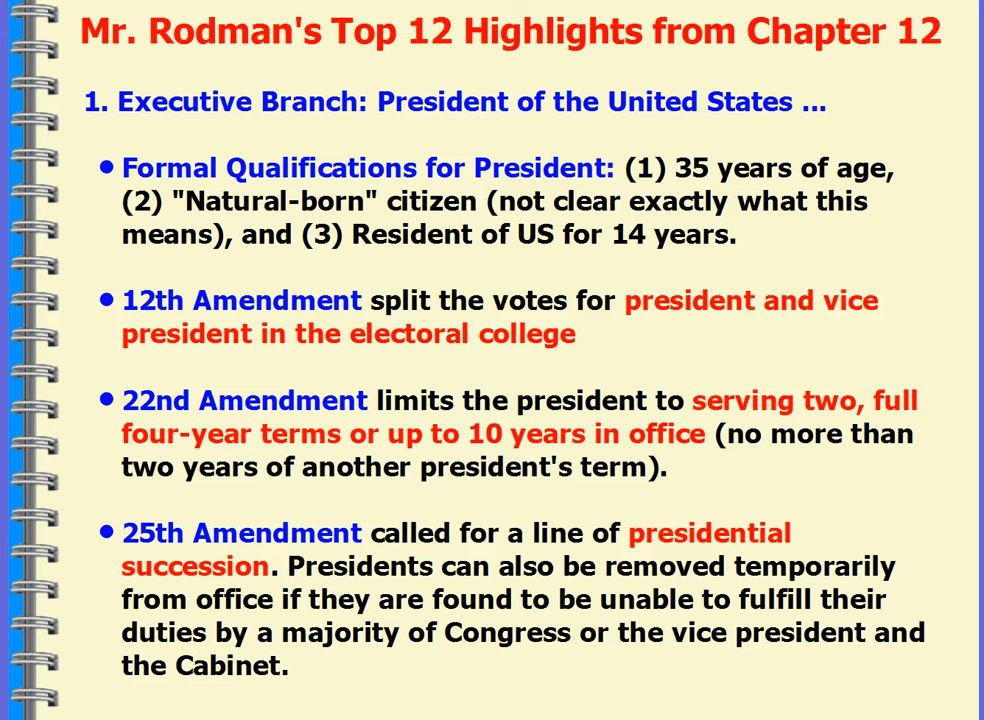 Mr. Rodman's Top 12 Highlights from Chapter 12
1. Executive Branch: President of the United States ...
• Formal Qualifications for President: (1) 35 years of age,
(2) "Natural-born" citizen (not clear exactly what this
means), and (3) Resident of US for 14 years.
• 12th Amendment split the votes for president and vice
president in the electoral college
• 22nd Amendment limits the president to serving two, full
four-year terms or up to 10 years in office (no more than
two years of another president's term).
• 25th Amendment called for a line of presidential
succession. Presidents can also be removed temporarily
from office if they are found to be unable to fulfill their
duties by a majority of Congress or the vice president and
the Cabinet.